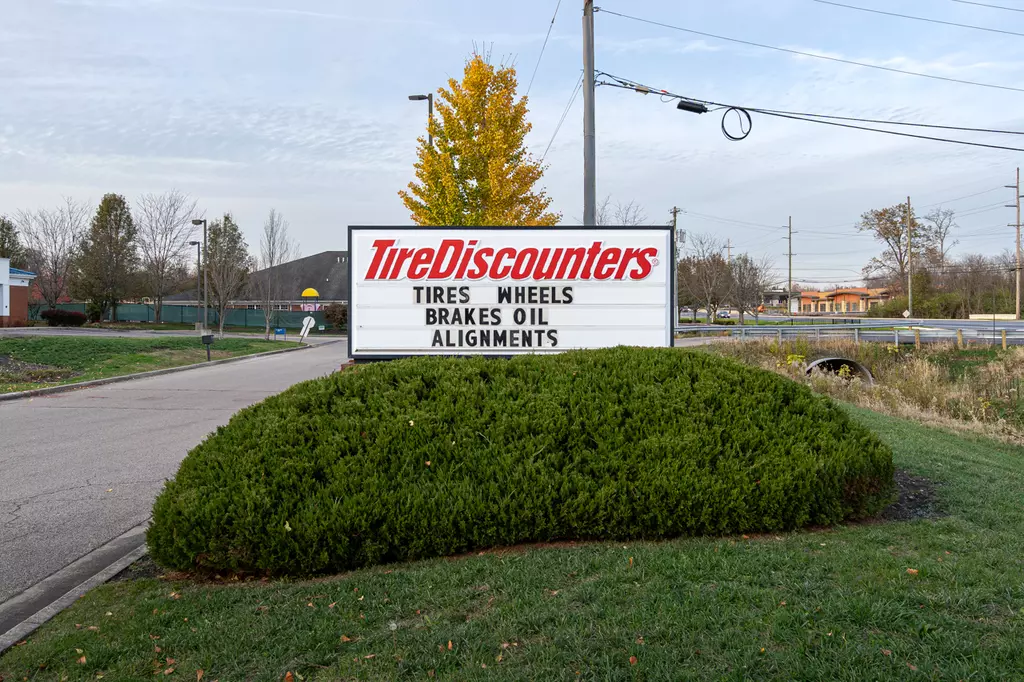 TireDiscounters®
TIRES WHEELS
BRAKES OIL
ALIGNMENTS